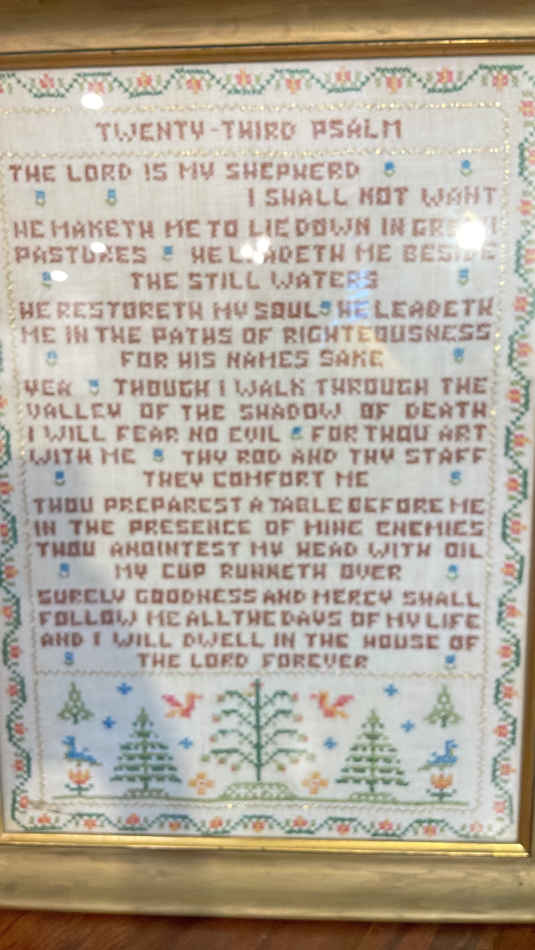 TWENTY-THIRD PSALM
THE LORD IS MY SHEPHERD
I SHALL NOT WANT
HE MAKETH ME TO LIE DOWN IN GREEN
PASTURES HE LEADETH ME BESIDE
THE STILL WATERS
HE RESTORETH MY SOUL HE LEADETH
ME IN THE PATHS OF RIGHTEOUSNESS
FOR HIS NAMES SAKE
YEA THOUGH I WALK THROUGH THE
VALLEY OF THE SHADOW OF DEATH
I WILL FEAR NO EVIL FOR THOU ART
WITH ME THY ROD AND THY STAFF
THEY COMFORT ME
THOU PREPAREST A TABLE BEFORE ME
IN THE PRESENCE OF MINE ENEMIES
THOU ANOINTEST MY HEAD WITH OIL
MY CUP RUNNETH OVER
SURELY GOODNESS AND MERCY SHALL
FOLLOW ME ALL THE DAYS OF MY LIFE
AND I WILL DWELL IN THE HOUSE OF
THE LORD FOREVER